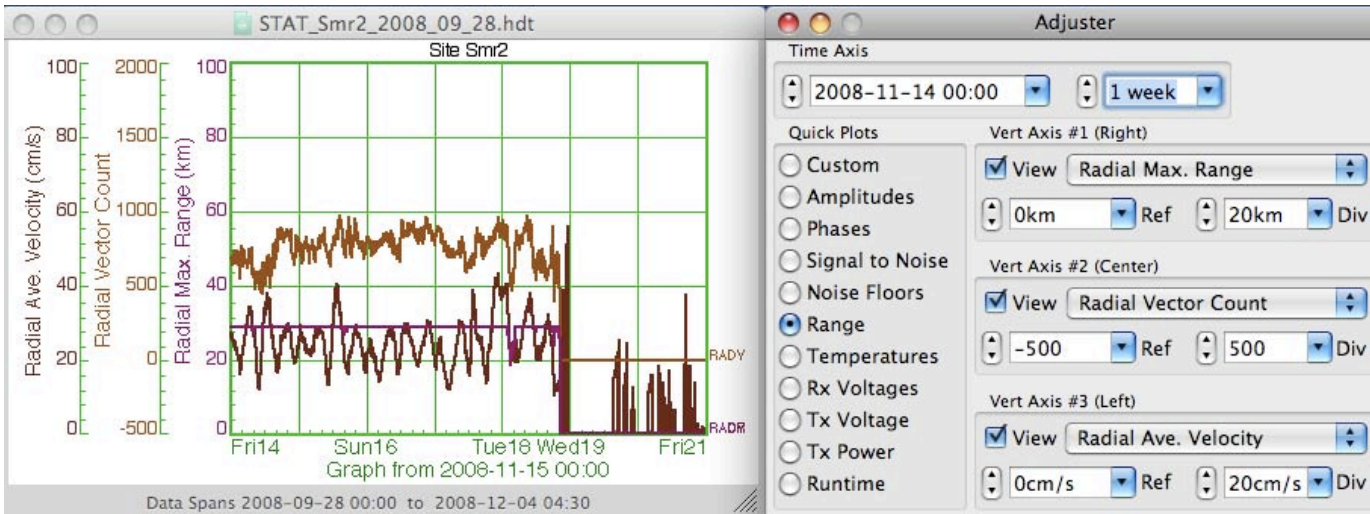 STAT_Smr2_2008_09_28.hdt
Site Smr2
100 2000 100
80 1500 80
60 1000 60
40 500 40
20 0 20
0 -500 0
Radial Ave. Velocity (cm/s)
Radial Vector Count
Radial Max. Range (km)
RADV
Fri14 Sun16 Tue18 Wed19 Fri21
Graph from 2008-11-15 00:00
Data Spans 2008-09-28 00:00 to 2008-12-04 04:30
Adjuster
Time Axis
2008-11-14 00:00 1 week
Quick Plots
Custom
Amplitudes
Phases
Signal to Noise
Noise Floors
Range
Temperatures
Rx Voltages
Tx Voltage
Tx Power
Runtime
Vert Axis #1 (Right)
View Radial Max. Range
0km Ref 20km Div
Vert Axis #2 (Center)
View Radial Vector Count
-500 Ref 500 Div
Vert Axis #3 (Left)
View Radial Ave. Velocity
0cm/s Ref 20cm/s Div